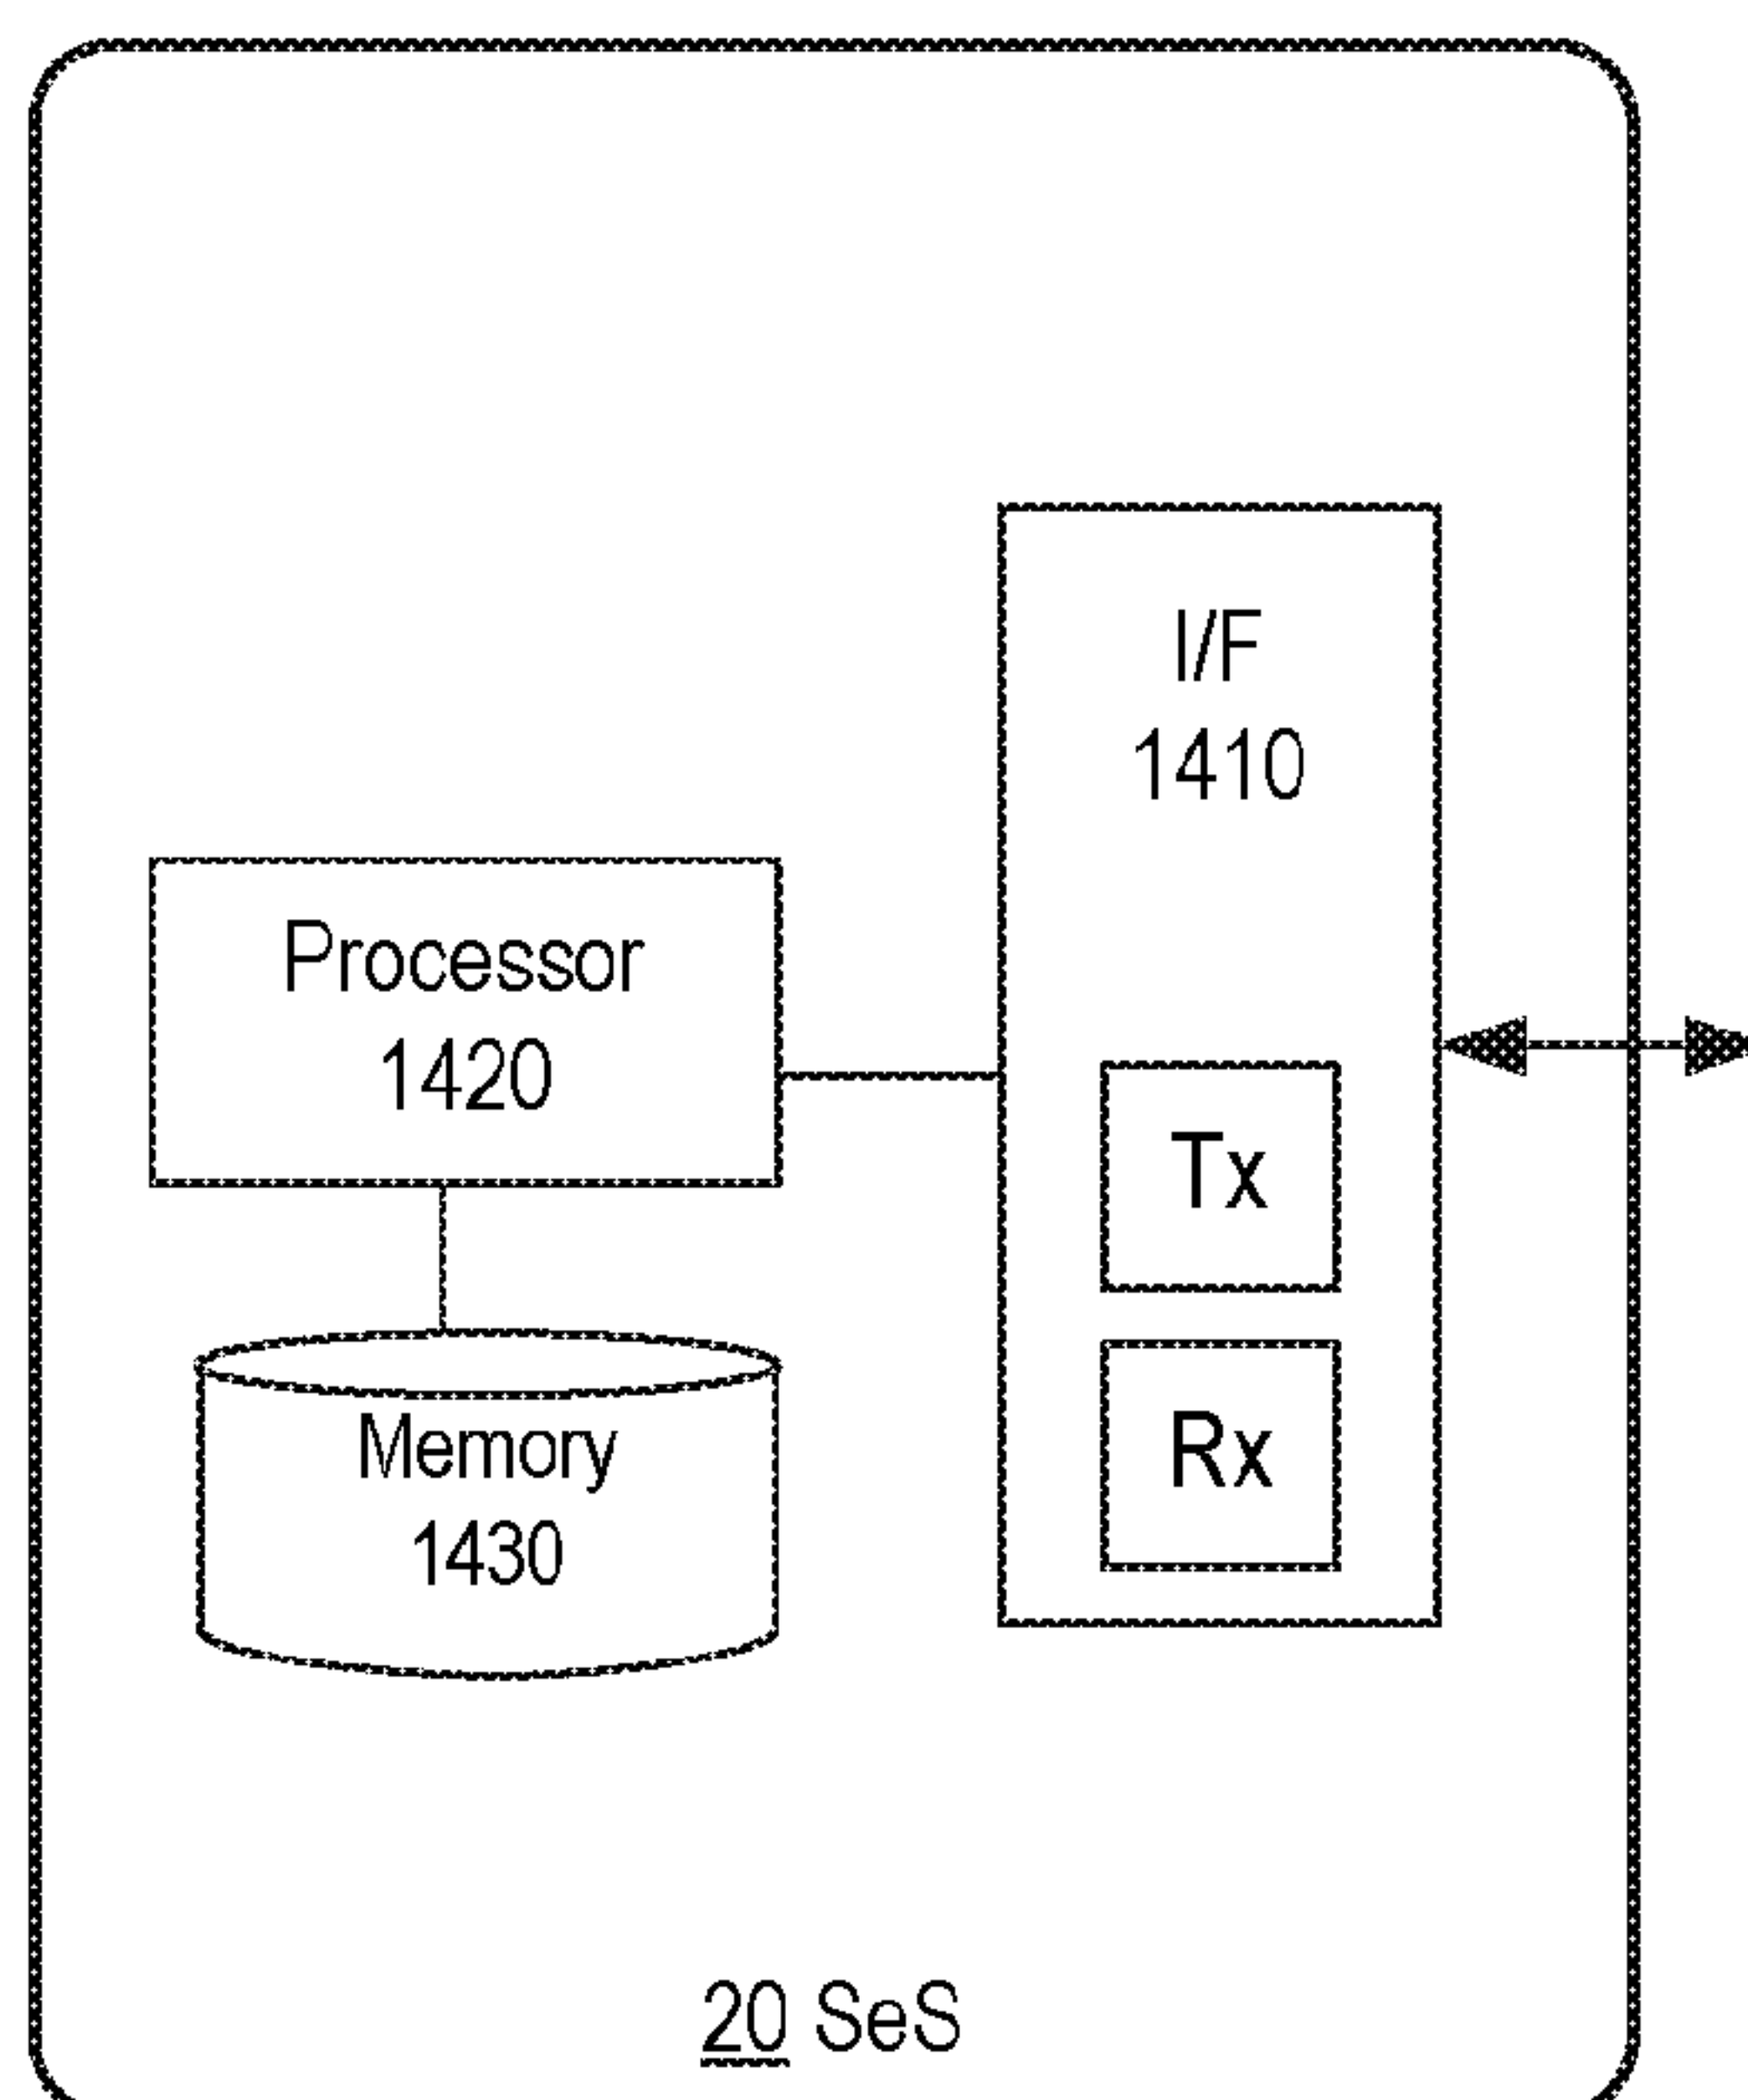 I/F
1410
Processor
1420
Tx
Rx
Memory
1430
20 SeS